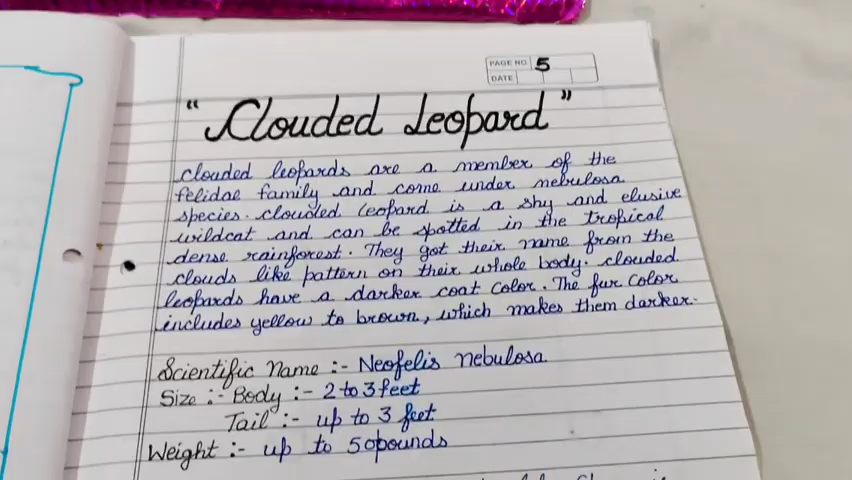 PAGE NO 5
DATE
"Clouded Leopard"
Clouded leopards are a member of the
felidae family and come under nebulosa
species. clouded leopard is a shy and elusive
wildcat and can be spotted in the tropical
dense rainforest. They got their name from the
clouds like pattern on their whole body. clouded
leopards have a darker coat color. The fur color
includes yellow to brown, which makes them darker.
Scientific Name :- Neofelis nebulosa
Size :- Body :- 2 to 3 feet
Tail :- up to 3 feet
Weight :- up to 50pounds